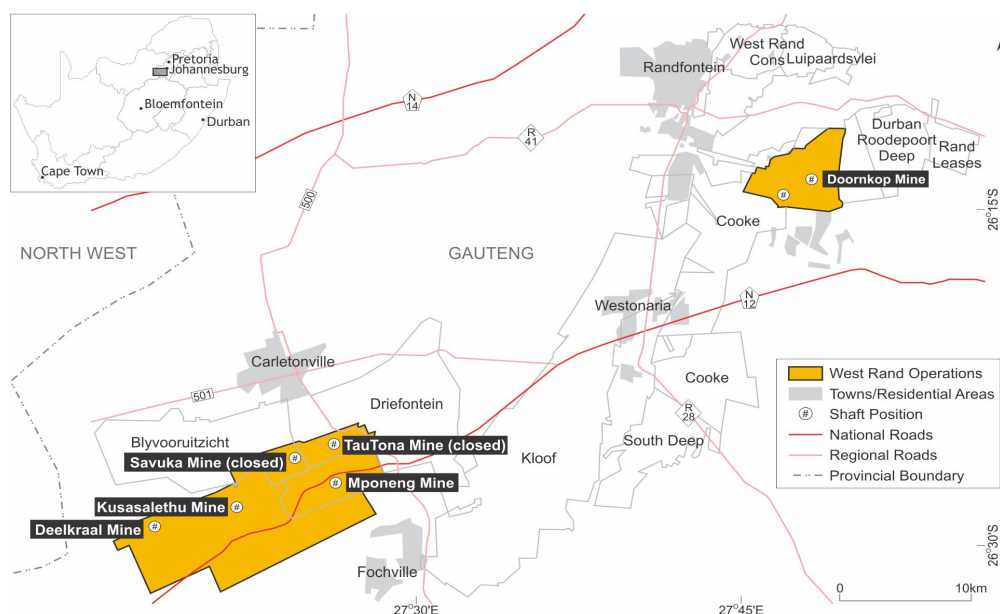 Pretoria
Johannesburg
Bloemfontein
Durban
Cape Town
N
14
R
41
500
Randfontein
West Rand
Cons
Luipaardsvlei
Durban
Roodepoort
Deep
Rand
Leases
# Doornkop Mine
#
Cooke
26°15'S
NORTH WEST
GAUTENG
N
12
Westonaria
Carletonville
501
Driefontein
Cooke
R
28
South Deep
Kloof
Blyvooruitzicht
# TauTona Mine (closed)
Savuka Mine (closed) #
# Mponeng Mine
Kusasalethu Mine #
Deelkraal Mine #
Fochville
West Rand Operations
Towns/Residential Areas
# Shaft Position
National Roads
Regional Roads
Provincial Boundary
26°30'S
0 10km
27°30'E
27°45'E